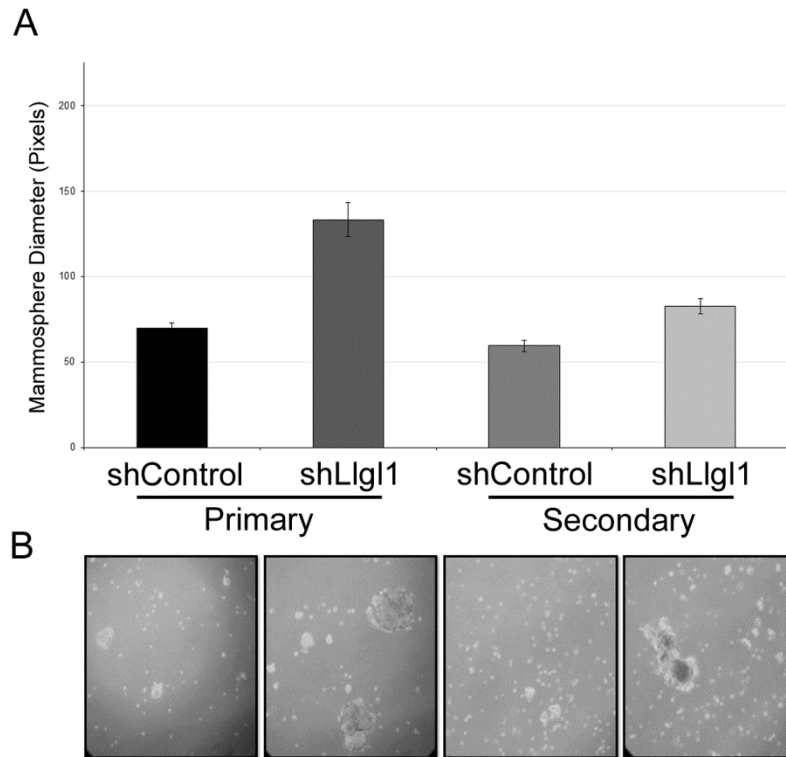 A
Mammosphere Diameter (Pixels)
200
150
100
50
0
shControl
shLlgl1
shControl
shLlgl1
Primary
Secondary
B